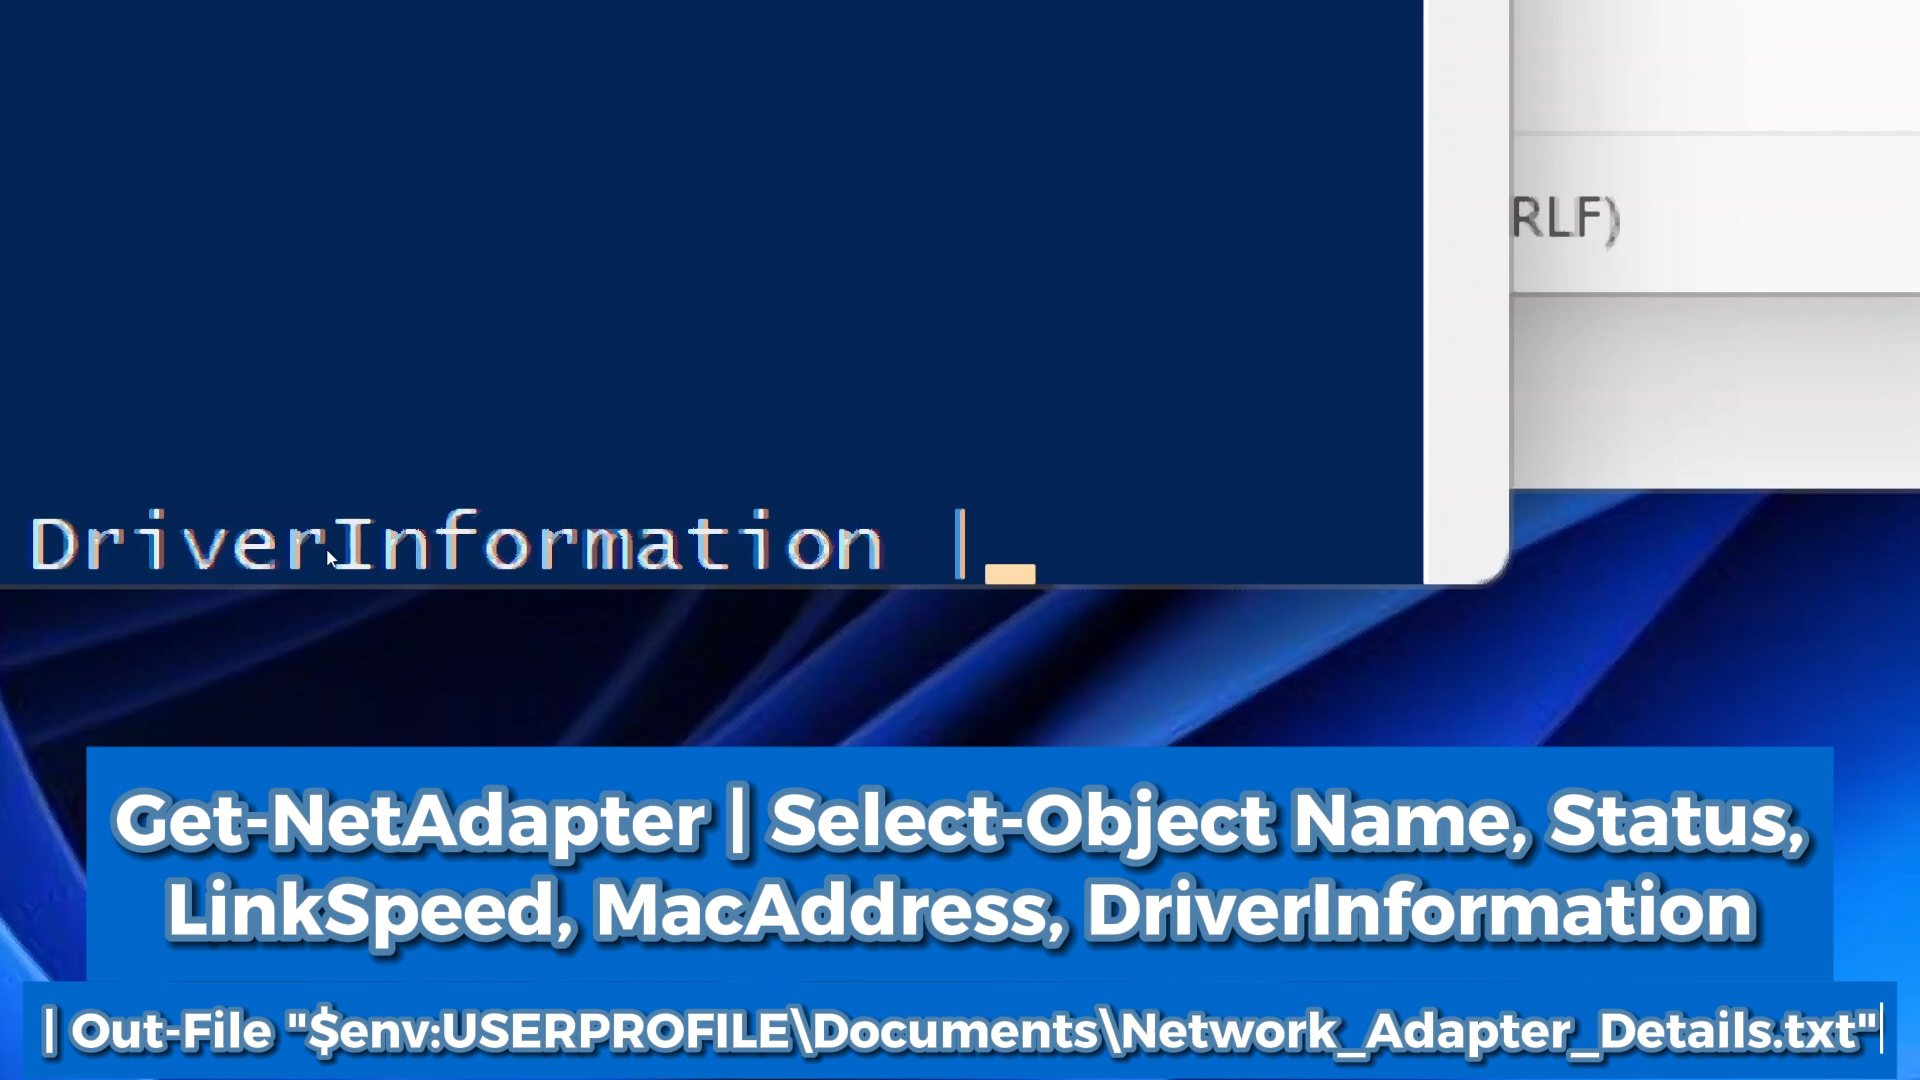 RLF)
DriverInformation |_
Get-NetAdapter | Select-Object Name, Status,
LinkSpeed, MacAddress, DriverInformation
| Out-File "$env:USERPROFILE\Documents\Network_Adapter_Details.txt"